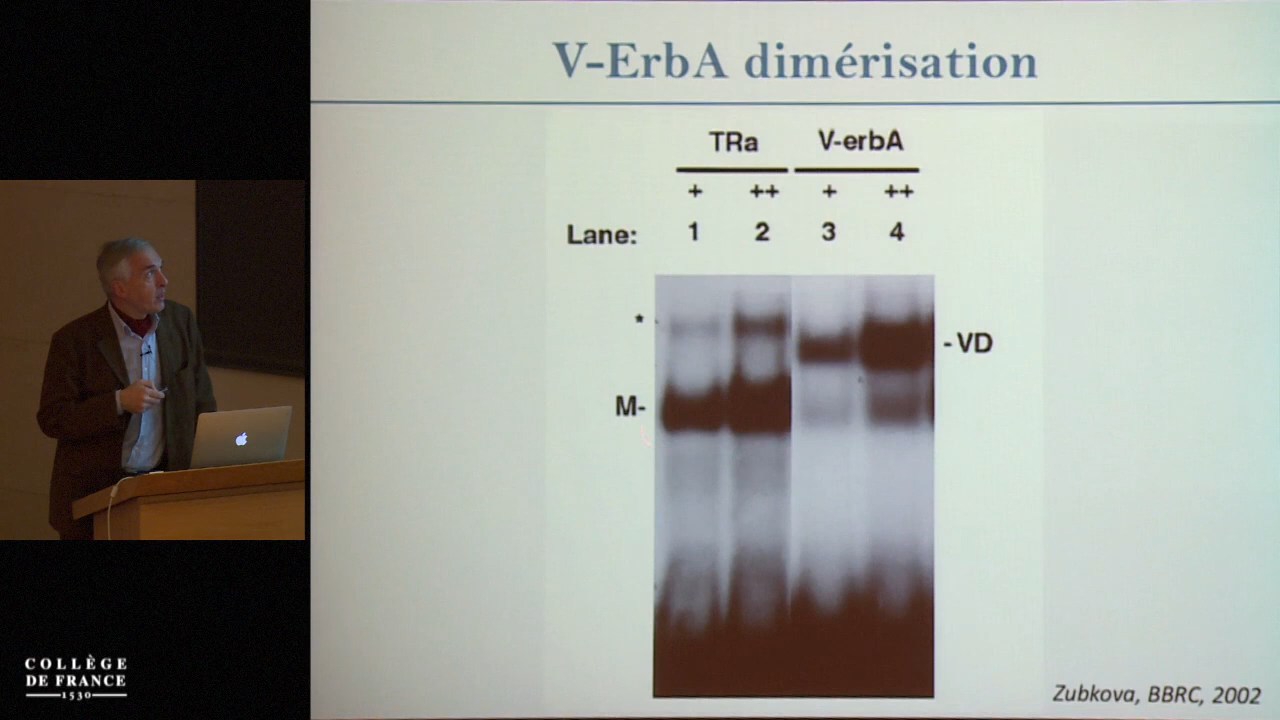 V-ErbA dimérisation
TRa V-erbA
+ ++ + ++
Lane: 1 2 3 4
*
-VD
M-
COLLÈGE
DE FRANCE
1530
Zubkova, BBRC, 2002